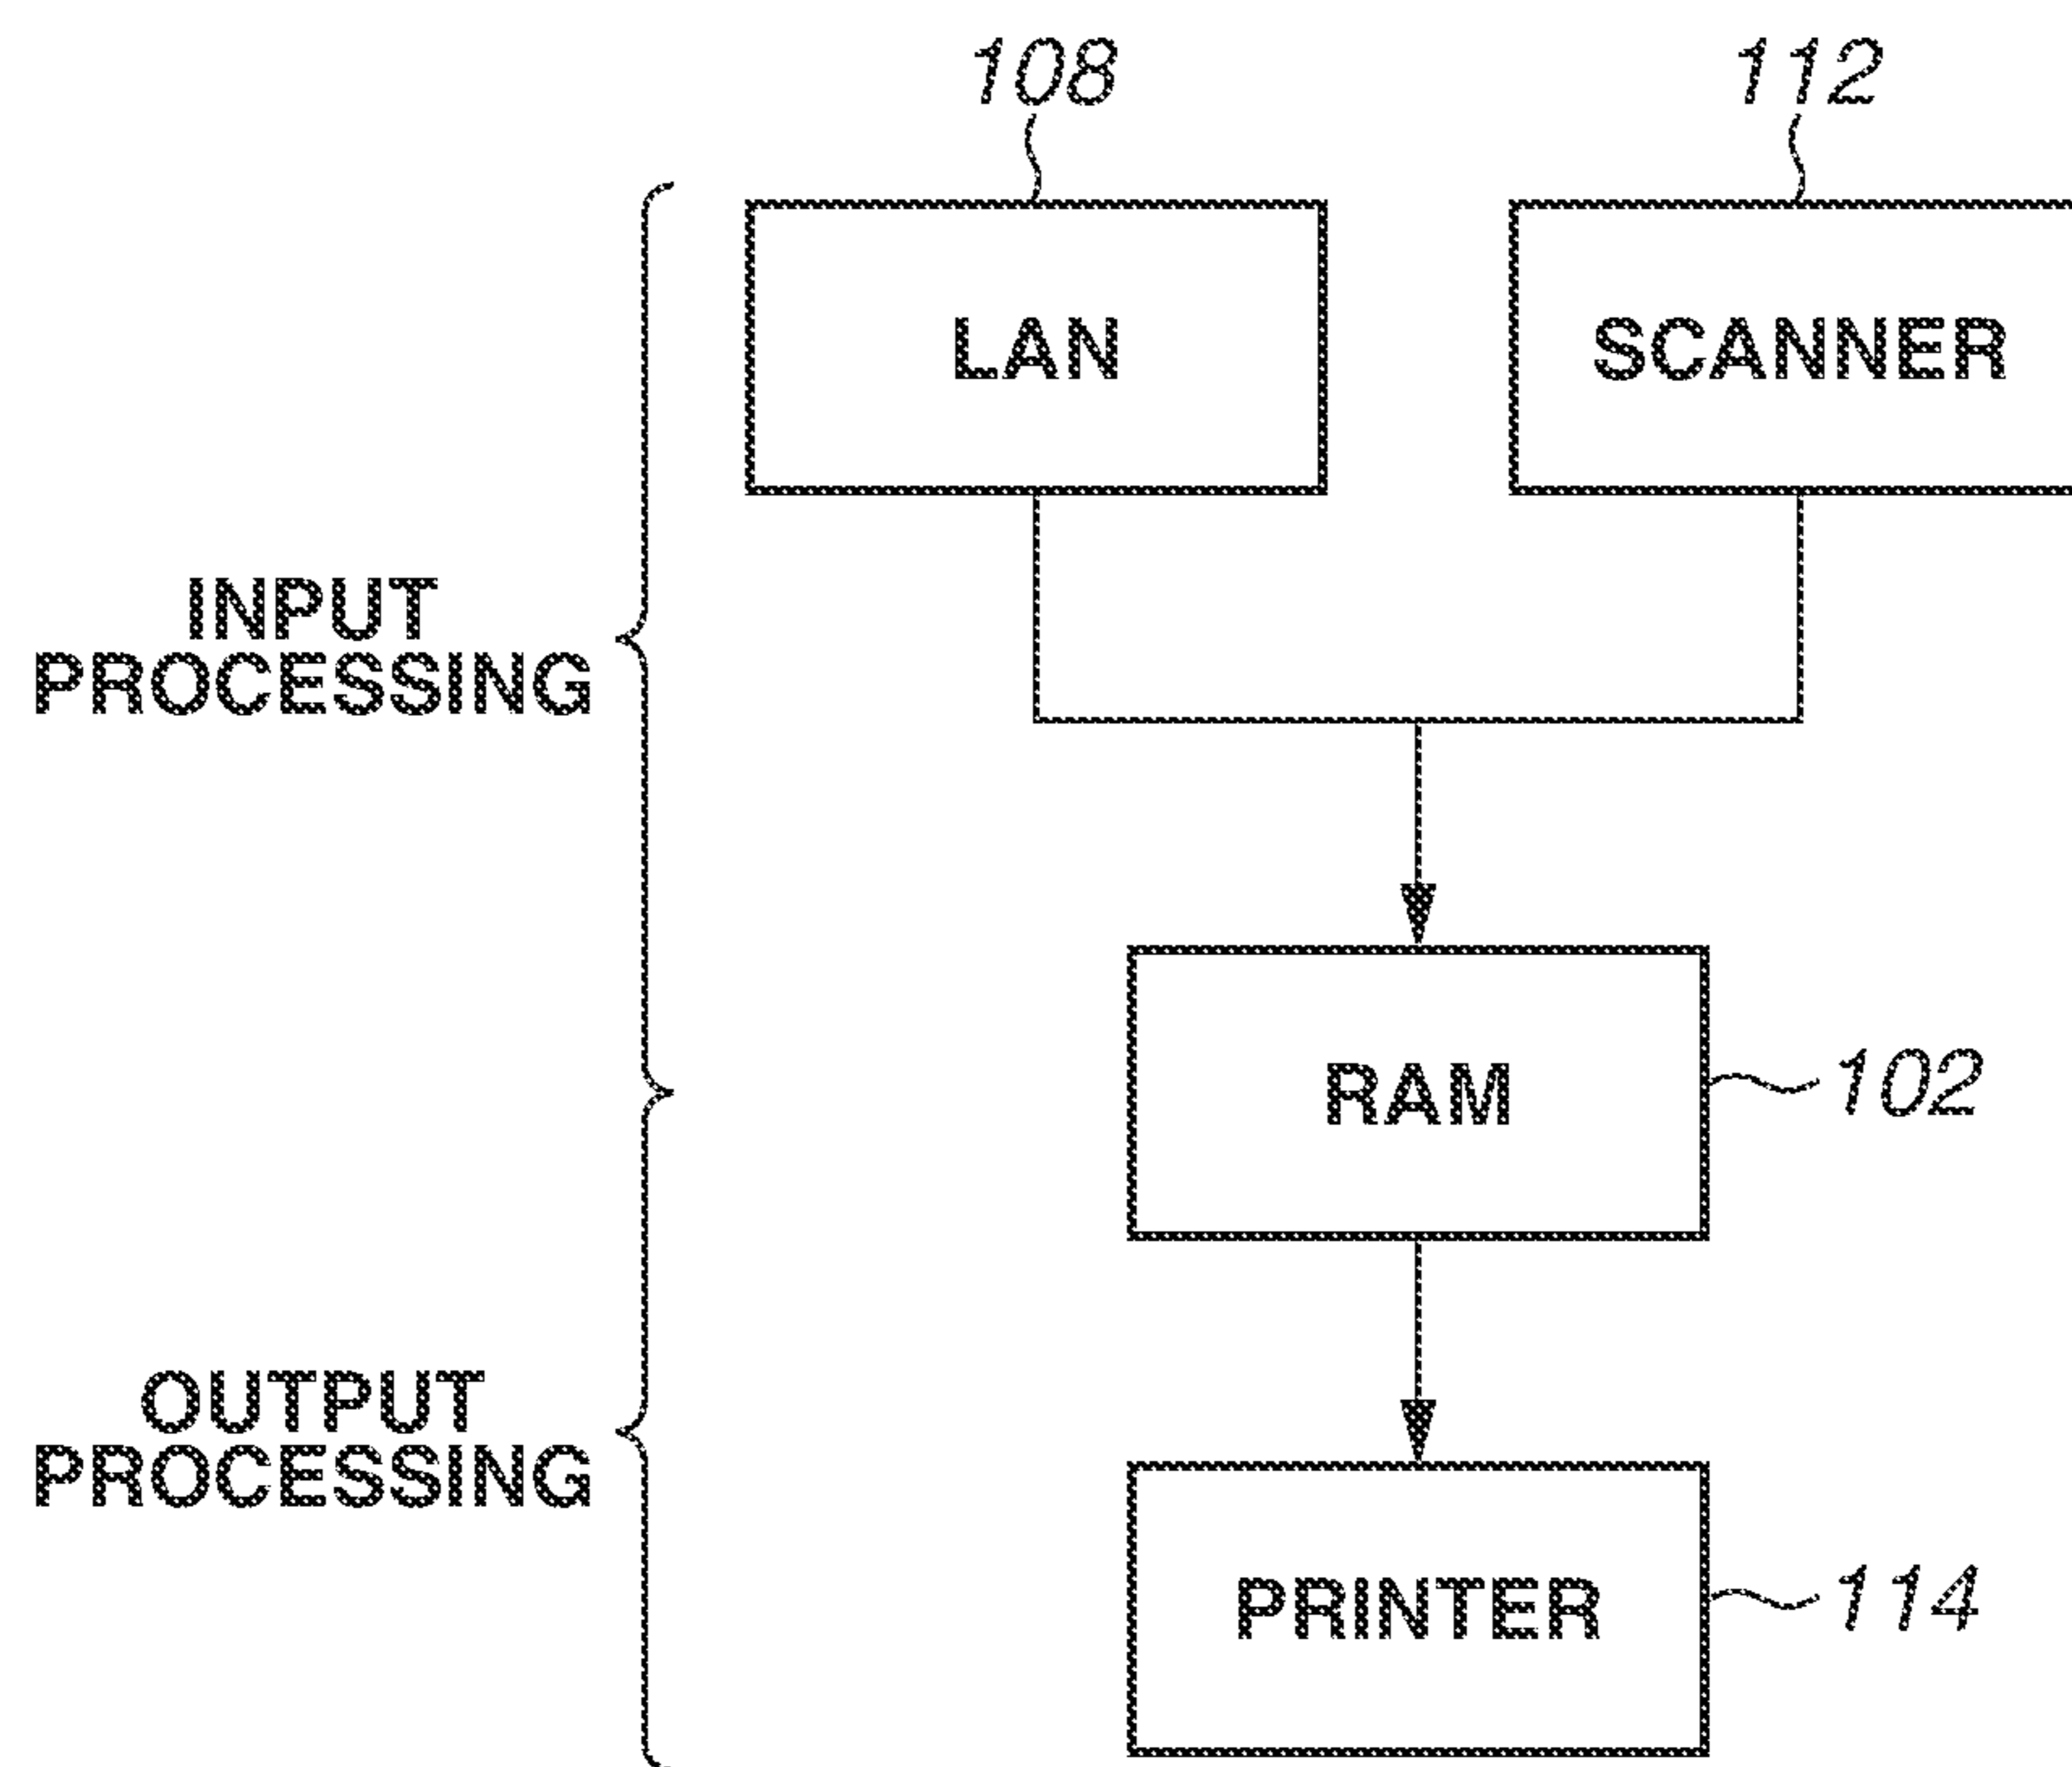 108
112
LAN
SCANNER
INPUT
PROCESSING
RAM
102
OUTPUT
PROCESSING
PRINTER
114